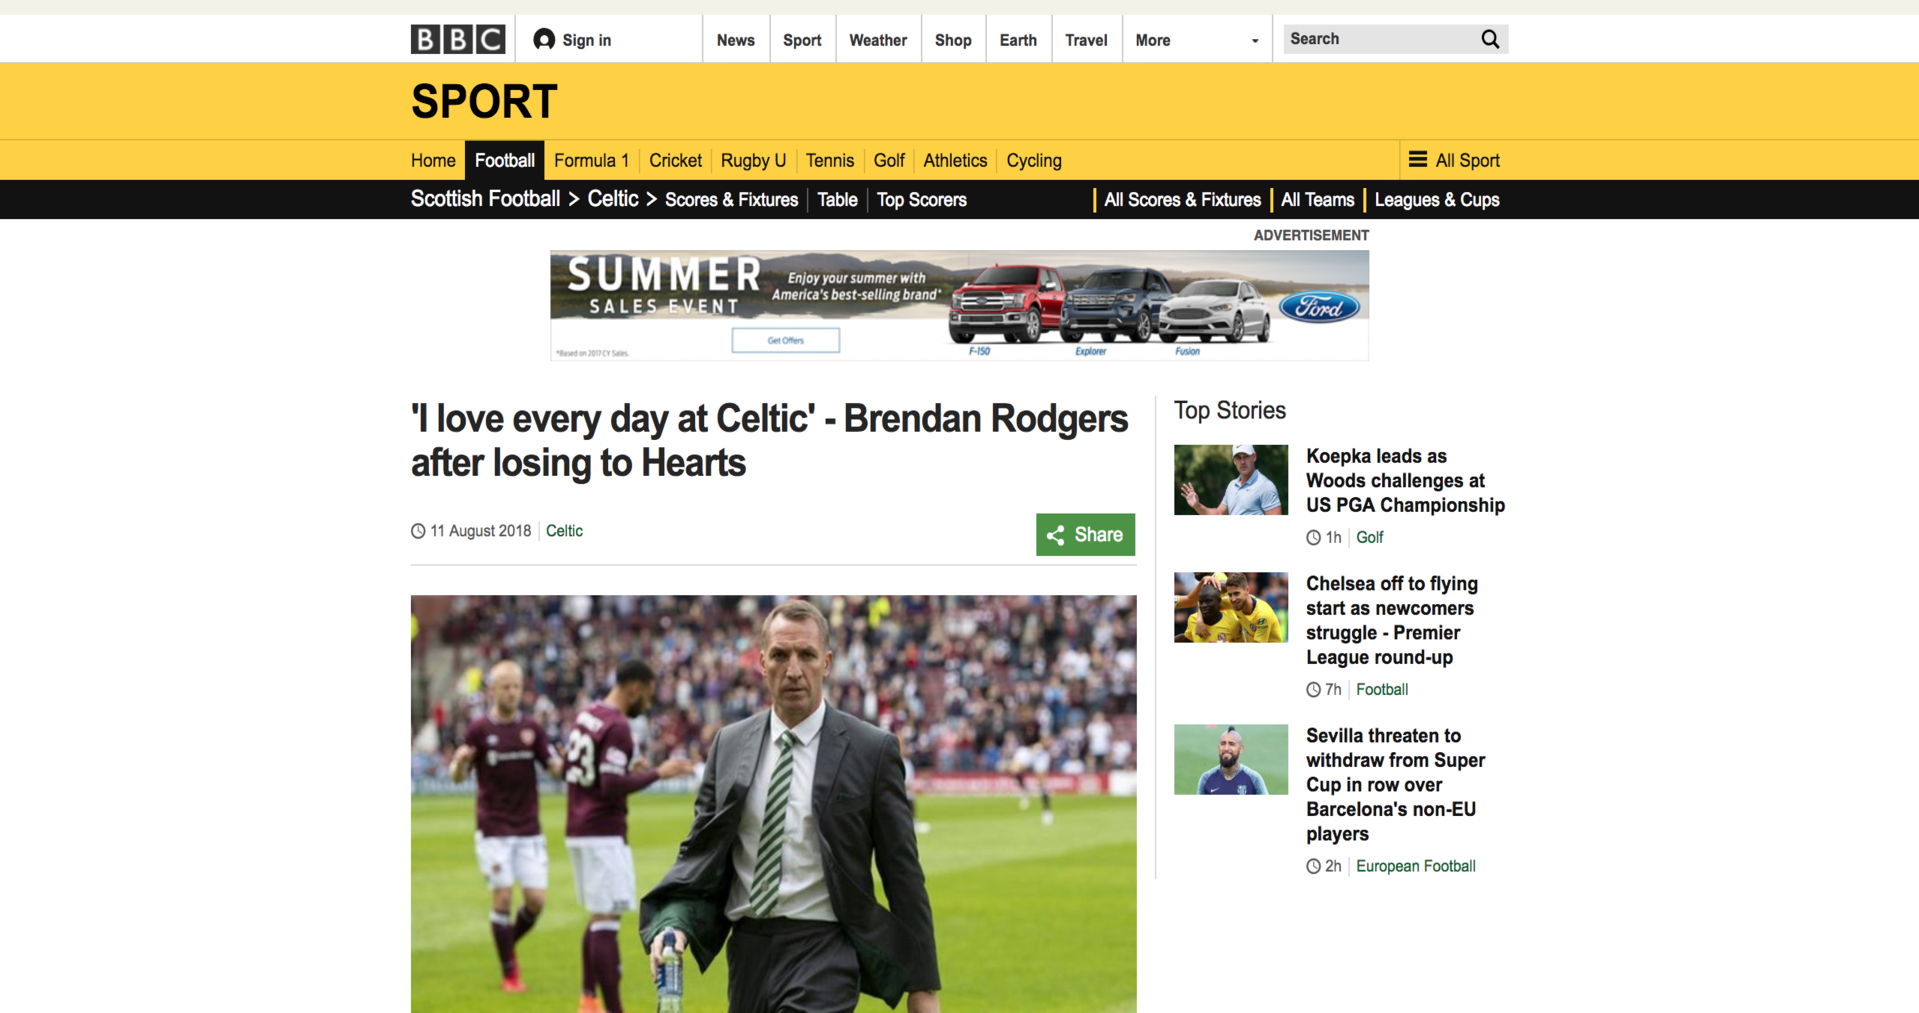 BBC
Sign in
News
Sport
Weather
Shop
Earth
Travel
More
Search
SPORT
Home
Football
Formula 1
Cricket
Rugby U
Tennis
Golf
Athletics
Cycling
All Sport
Scottish Football > Celtic > Scores & Fixtures
Table
Top Scorers
All Scores & Fixtures
All Teams
Leagues & Cups
ADVERTISEMENT
SUMMER
SALES EVENT
Enjoy your summer with
America's best-selling brand*
Get Offers
*Based on 2017 CY Sales.
F-150
Explorer
Fusion
Ford
'I love every day at Celtic' - Brendan Rodgers
after losing to Hearts
11 August 2018
Celtic
Share
23
Top Stories
Koepka leads as
Woods challenges at
US PGA Championship
1h
Golf
Chelsea off to flying
start as newcomers
struggle - Premier
League round-up
7h
Football
Sevilla threaten to
withdraw from Super
Cup in row over
Barcelona's non-EU
players
2h
European Football